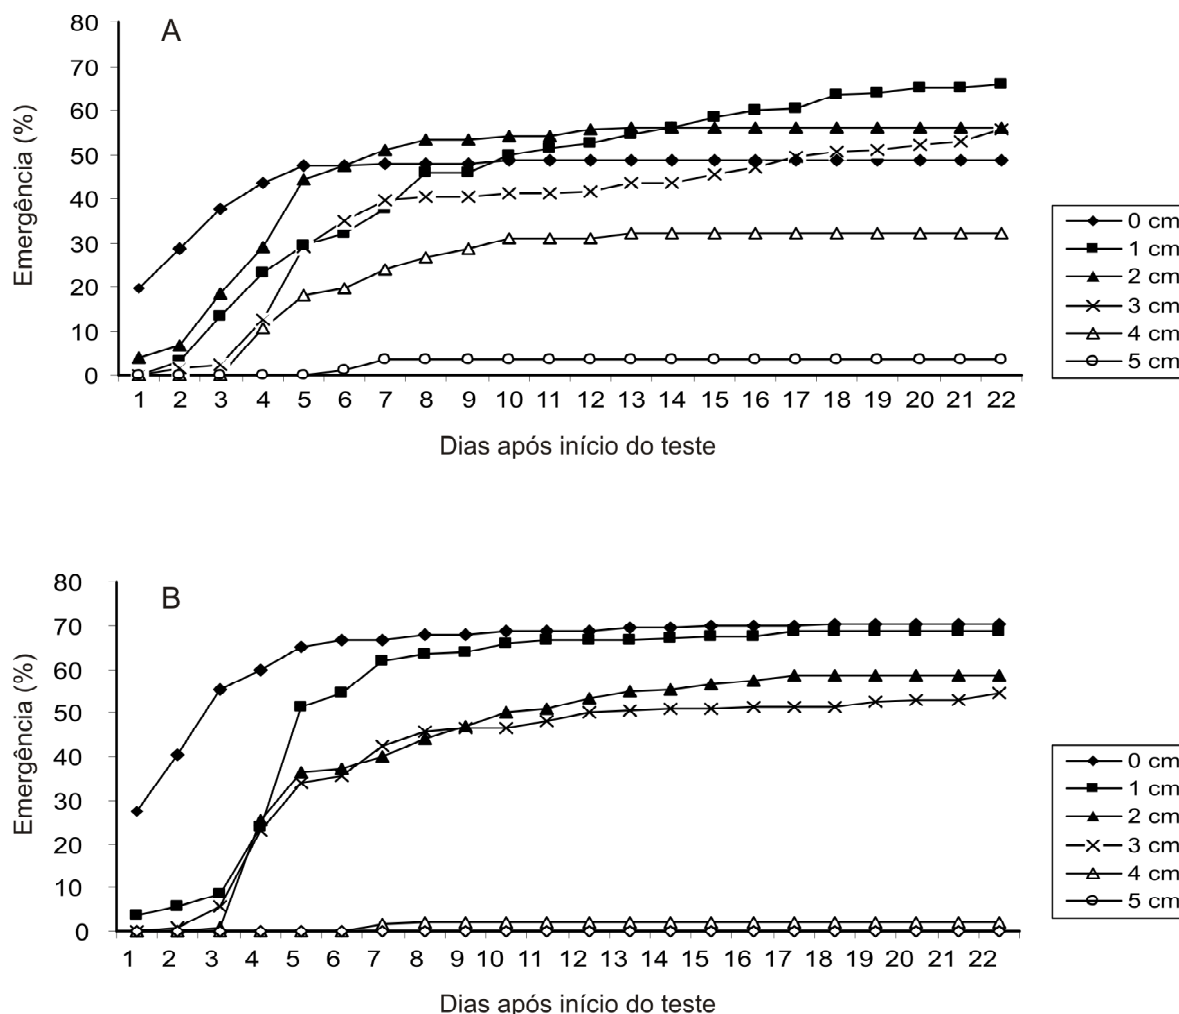 A
Emergência (%)
80
70
60
50
40
30
20
10
0
1 2 3 4 5 6 7 8 9 10 11 12 13 14 15 16 17 18 19 20 21 22
Dias após início do teste
0 cm
1 cm
2 cm
3 cm
4 cm
5 cm
B
Emergência (%)
80
70
60
50
40
30
20
10
0
1 2 3 4 5 6 7 8 9 10 11 12 13 14 15 16 17 18 19 20 21 22
Dias após início do teste
0 cm
1 cm
2 cm
3 cm
4 cm
5 cm